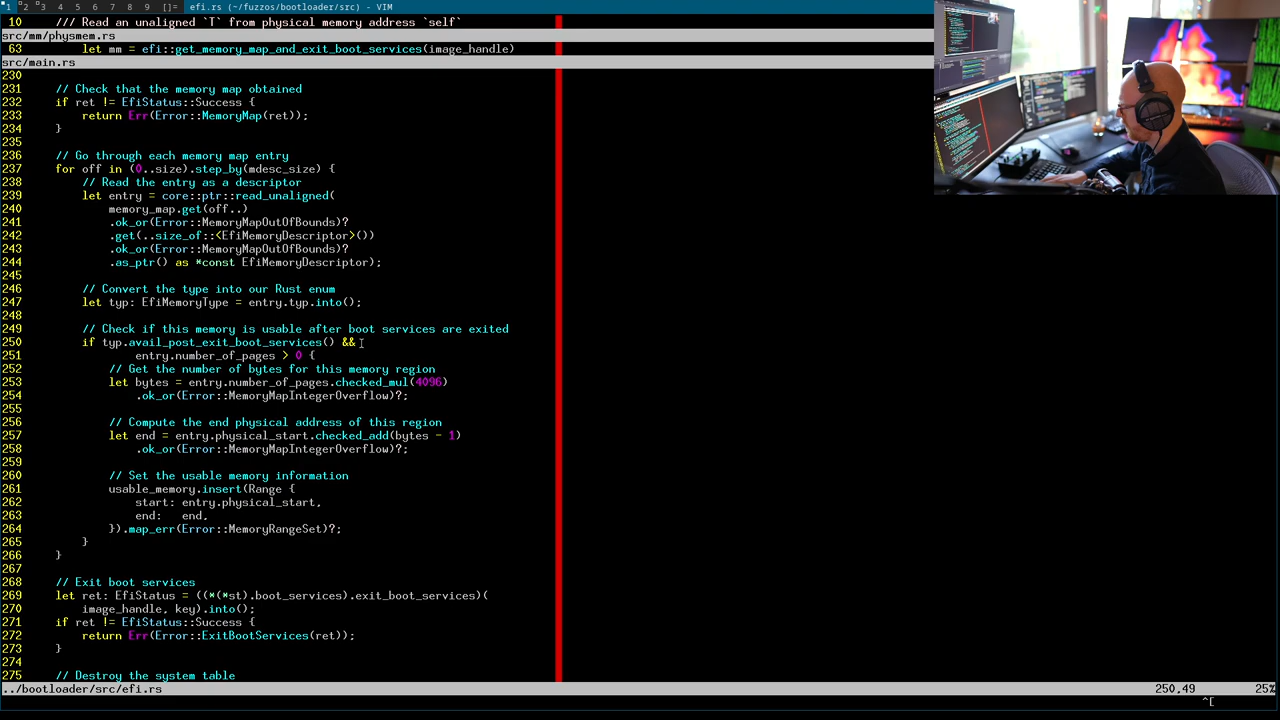 1 2 3 4 5 6 7 8 9 []= efi.rs (~/fuzzos/bootloader/src) - VIM
10 /// Read an unaligned `T` from physical memory address `self`
src/mm/physmem.rs
63 let mm = efi::get_memory_map_and_exit_boot_services(image_handle)
src/main.rs
230
231 // Check that the memory map obtained
232 if ret != EfiStatus::Success {
233 return Err(Error::MemoryMap(ret));
234 }
235
236 // Go through each memory map entry
237 for off in (0..size).step_by(mdesc_size) {
238 // Read the entry as a descriptor
239 let entry = core::ptr::read_unaligned(
240 memory_map.get(off..)
241 .ok_or(Error::MemoryMapOutOfBounds)?
242 .get(..size_of::<EfiMemoryDescriptor>())
243 .ok_or(Error::MemoryMapOutOfBounds)?
244 .as_ptr() as *const EfiMemoryDescriptor);
245
246 // Convert the type into our Rust enum
247 let typ: EfiMemoryType = entry.typ.into();
248
249 // Check if this memory is usable after boot services are exited
250 if typ.avail_post_exit_boot_services() &&
251 entry.number_of_pages > 0 {
252 // Get the number of bytes for this memory region
253 let bytes = entry.number_of_pages.checked_mul(4096)
254 .ok_or(Error::MemoryMapIntegerOverflow)?;
255
256 // Compute the end physical address of this region
257 let end = entry.physical_start.checked_add(bytes - 1)
258 .ok_or(Error::MemoryMapIntegerOverflow)?;
259
260 // Set the usable memory information
261 usable_memory.insert(Range {
262 start: entry.physical_start,
263 end: end,
264 }).map_err(Error::MemoryRangeSet)?;
265 }
266 }
267
268 // Exit boot services
269 let ret: EfiStatus = ((*(*st).boot_services).exit_boot_services)(
270 image_handle, key).into();
271 if ret != EfiStatus::Success {
272 return Err(Error::ExitBootServices(ret));
273 }
274
275 // Destroy the system table
../bootloader/src/efi.rs 250,49 25%
^[